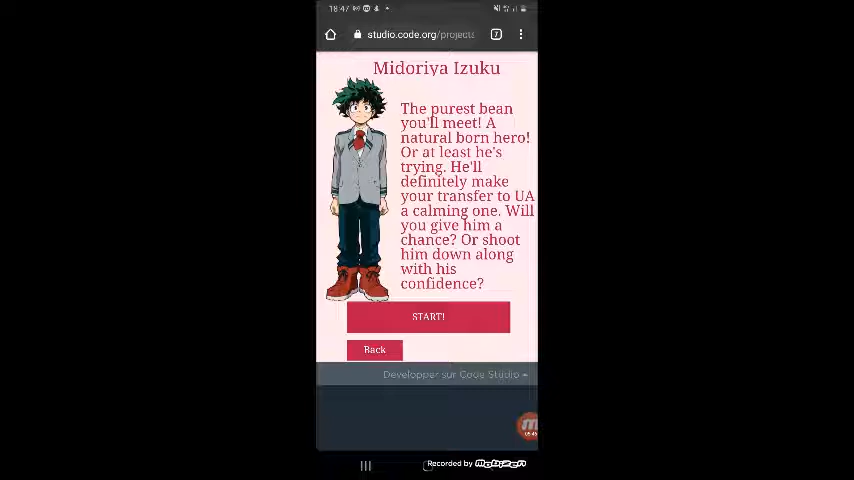 18:47
studio.code.org/projects
7
Midoriya Izuku
The purest bean
you'll meet! A
natural born hero!
Or at least he's
trying. He'll
definitely make
your transfer to UA
a calming one. Will
you give him a
chance? Or shoot
him down along
with his
confidence?
START!
Back
Developper sur Code Studio
Recorded by
mobizen